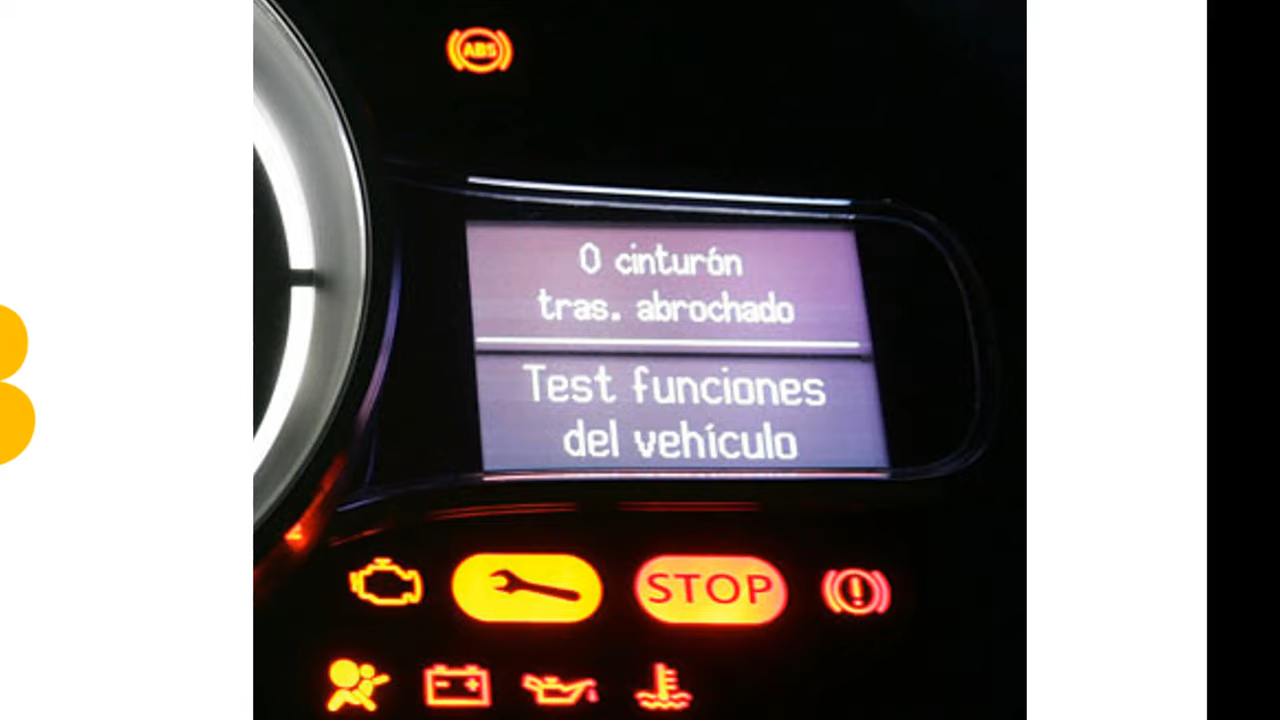 ABS
0 cinturón
tras. abrochado
Test funciones
del vehículo
STOP